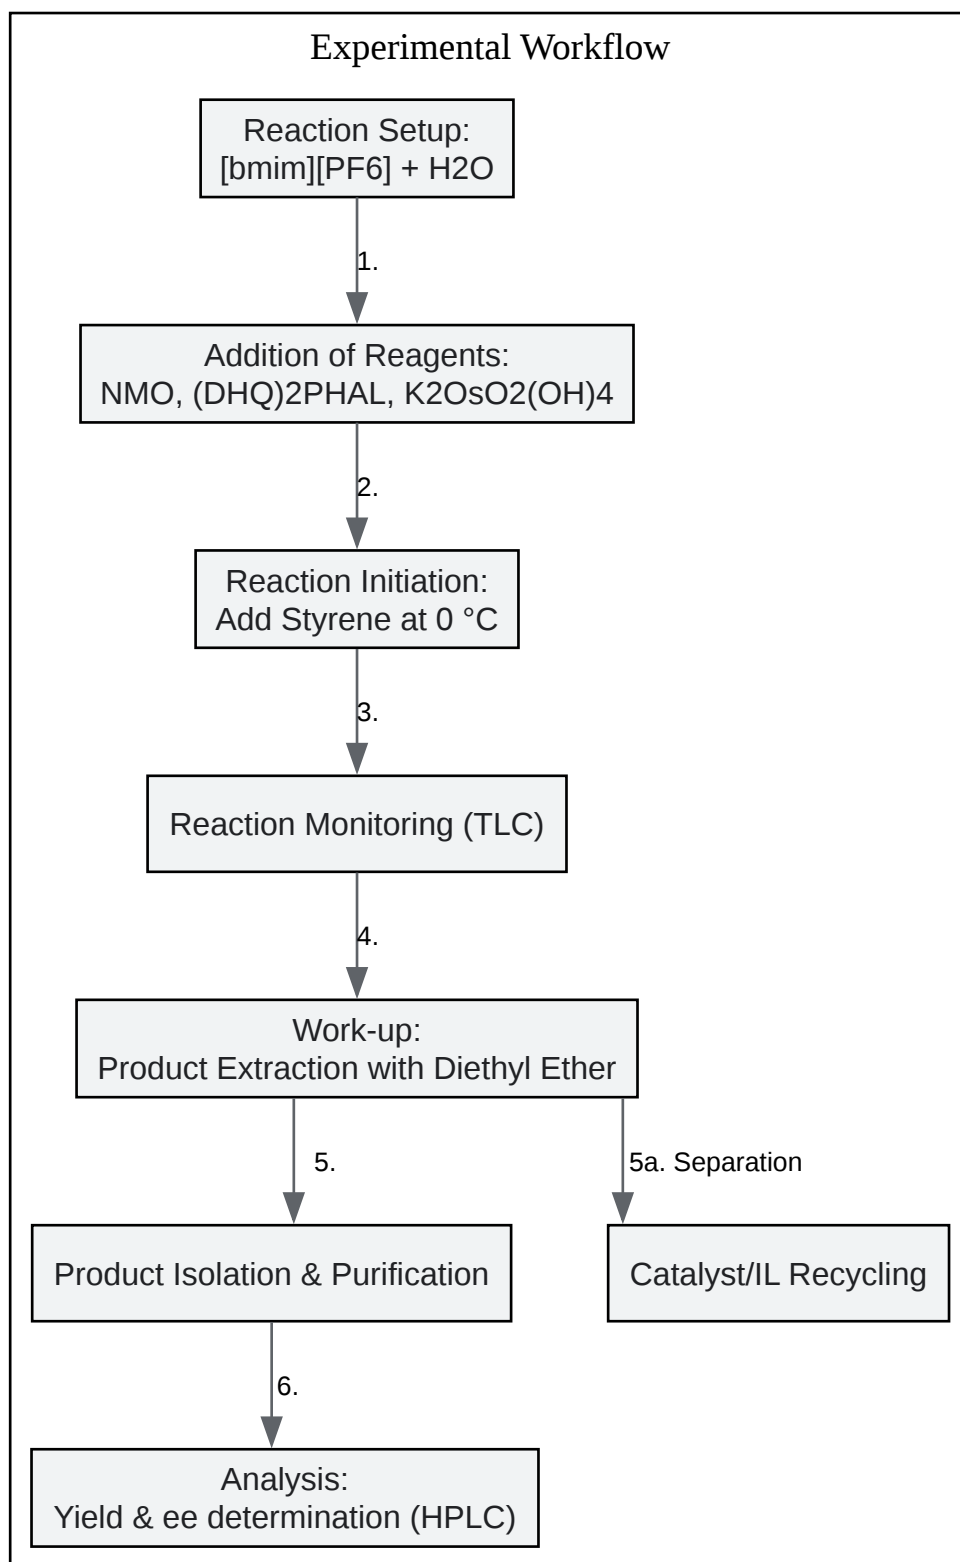 Experimental Workflow
Reaction Setup:
[bmim][PF6] + H2O
1.
Addition of Reagents:
NMO, (DHQ)2PHAL, K2OsO2(OH)4
2.
Reaction Initiation:
Add Styrene at 0 °C
3.
Reaction Monitoring (TLC)
4.
Work-up:
Product Extraction with Diethyl Ether
5.
5a. Separation
Product Isolation & Purification
Catalyst/IL Recycling
6.
Analysis:
Yield & ee determination (HPLC)